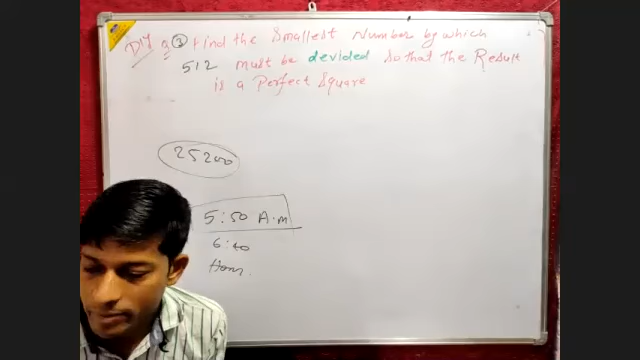 DIY Q ② Find the Smallest Number by which
512 must be devided so that the Result
is a Perfect Square
25200
5:50 A.M
6:40